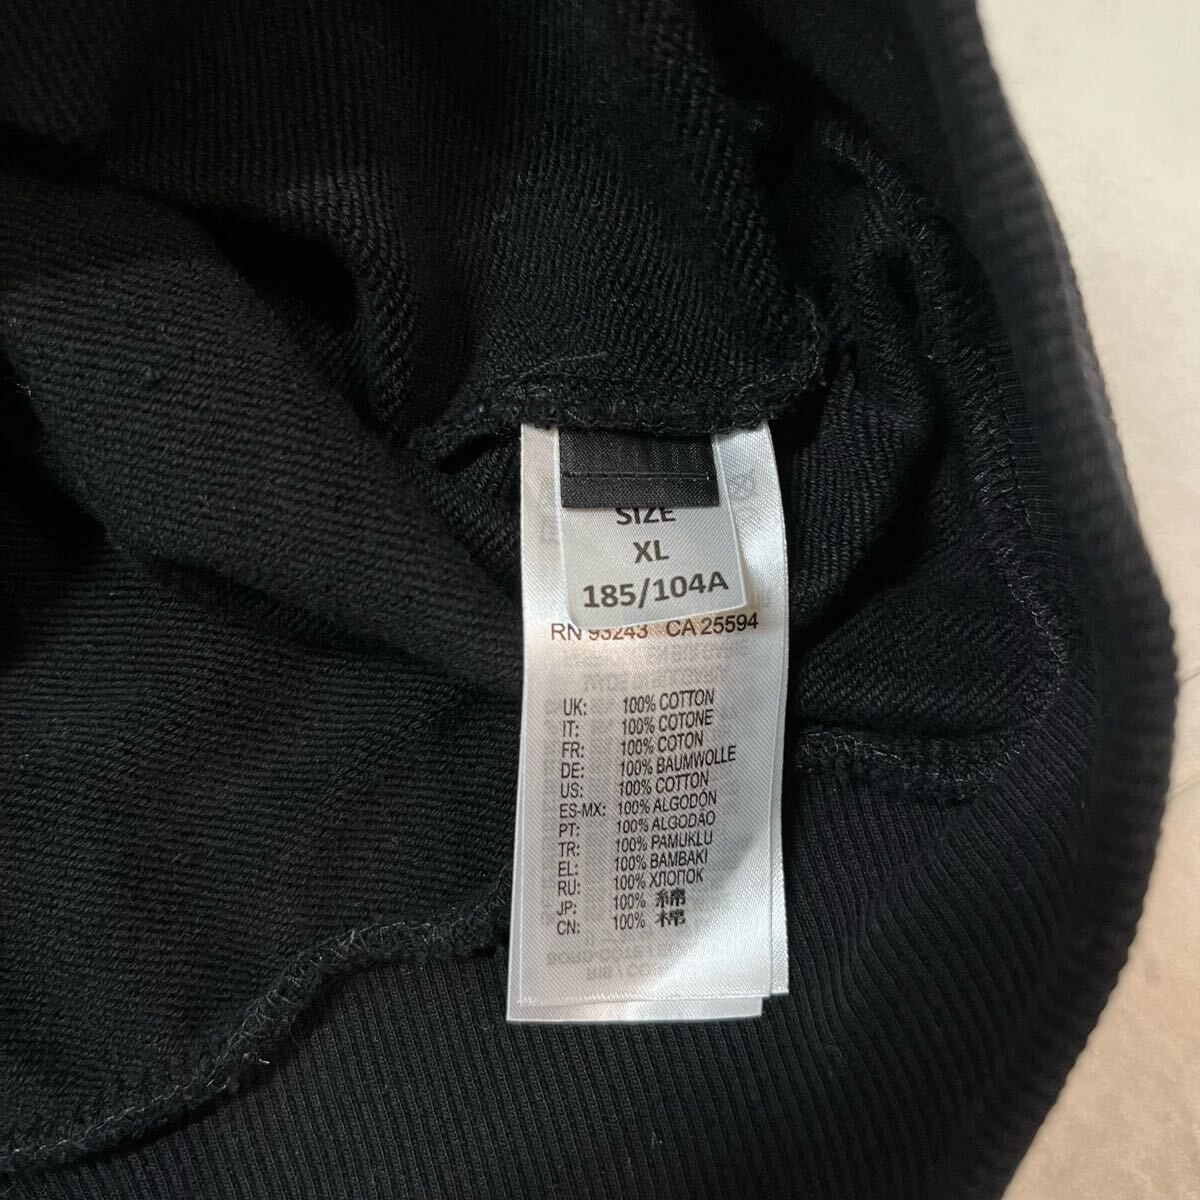 SIZE
XL
185/104A
RN 93243 CA 25594
UK: 100% COTTON
IT: 100% COTONE
FR: 100% COTON
DE: 100% BAUMWOLLE
US: 100% COTTON
ES-MX: 100% ALGODÓN
PT: 100% ALGODÃO
TR: 100% PAMUKLU
EL: 100% BAMBAKI
RU: 100% ХЛОПОК
JP: 100% 綿
CN: 100% 棉